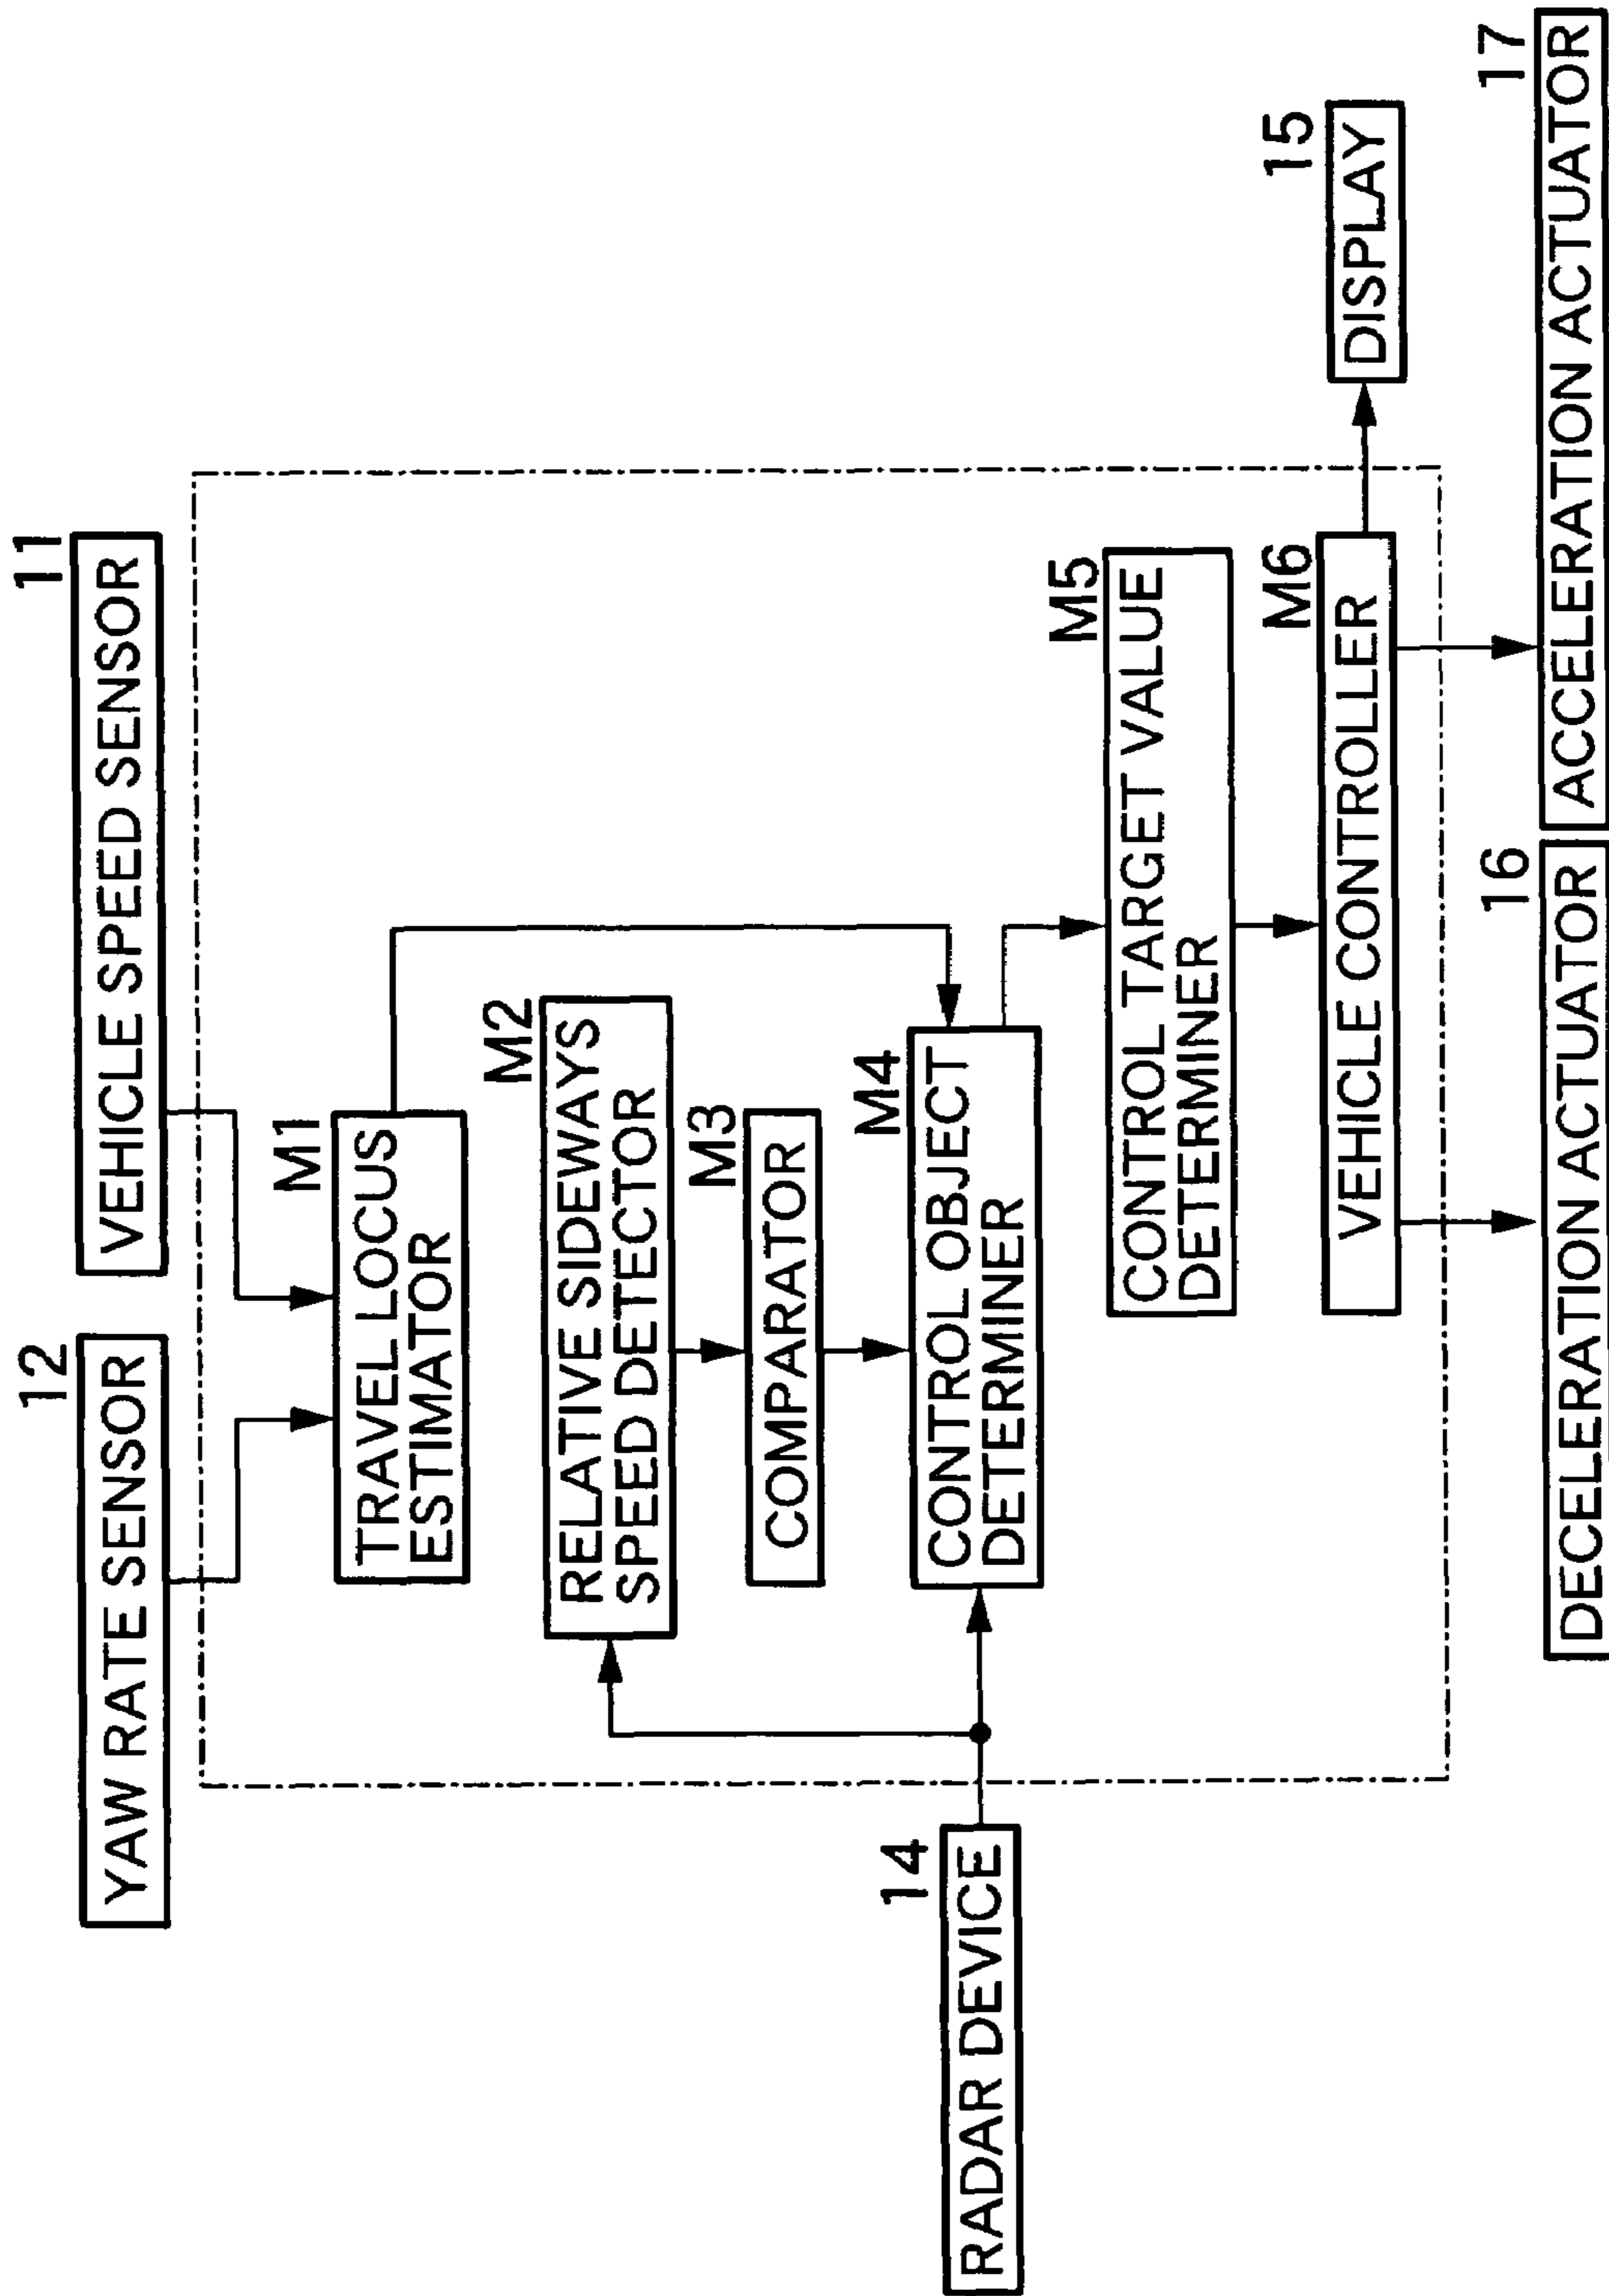 12
YAW RATE SENSOR
11
VEHICLE SPEED SENSOR
M1
TRAVEL LOCUS
ESTIMATOR
M2
RELATIVE SIDEWAYS
SPEED DETECTOR
M3
COMPARATOR
14
RADAR DEVICE
M4
CONTROL OBJECT
DETERMINER
M5
CONTROL TARGET VALUE
DETERMINER
M6
VEHICLE CONTROLLER
15
DISPLAY
16
DECELERATION ACTUATOR
17
ACCELERATION ACTUATOR